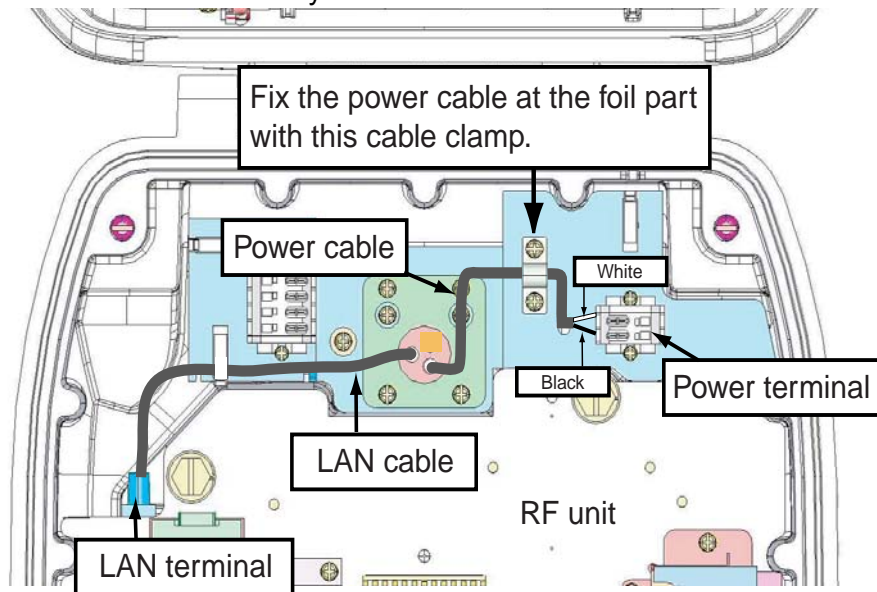 Fix the power cable at the foil part
with this cable clamp.
Power cable
White
Black
Power terminal
LAN cable
RF unit
LAN terminal